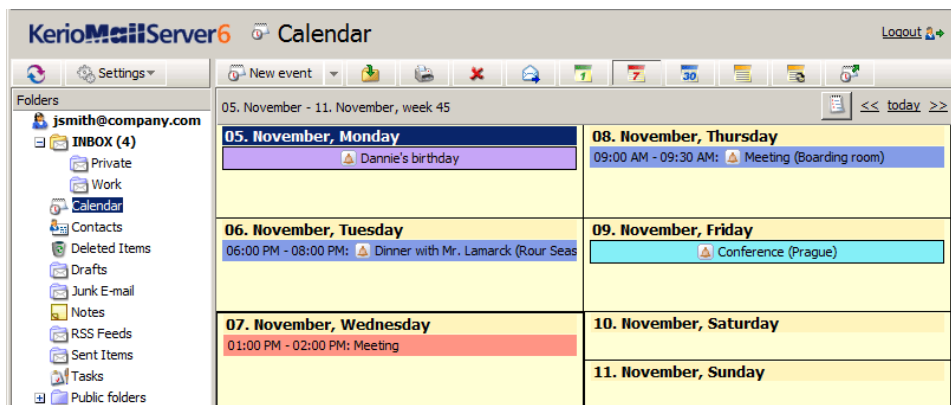 KerioMailServer6 Calendar
Logout
Settings
New event
1
7
30
Folders
jsmith@company.com
INBOX (4)
Private
Work
Calendar
Contacts
Deleted Items
Drafts
Junk E-mail
Notes
RSS Feeds
Sent Items
Tasks
Public folders
05. November - 11. November, week 45
<< today >>
05. November, Monday
Dannie's birthday
06. November, Tuesday
06:00 PM - 08:00 PM: Dinner with Mr. Lamarck (Rour Seas
07. November, Wednesday
01:00 PM - 02:00 PM: Meeting
08. November, Thursday
09:00 AM - 09:30 AM: Meeting (Boarding room)
09. November, Friday
Conference (Prague)
10. November, Saturday
11. November, Sunday